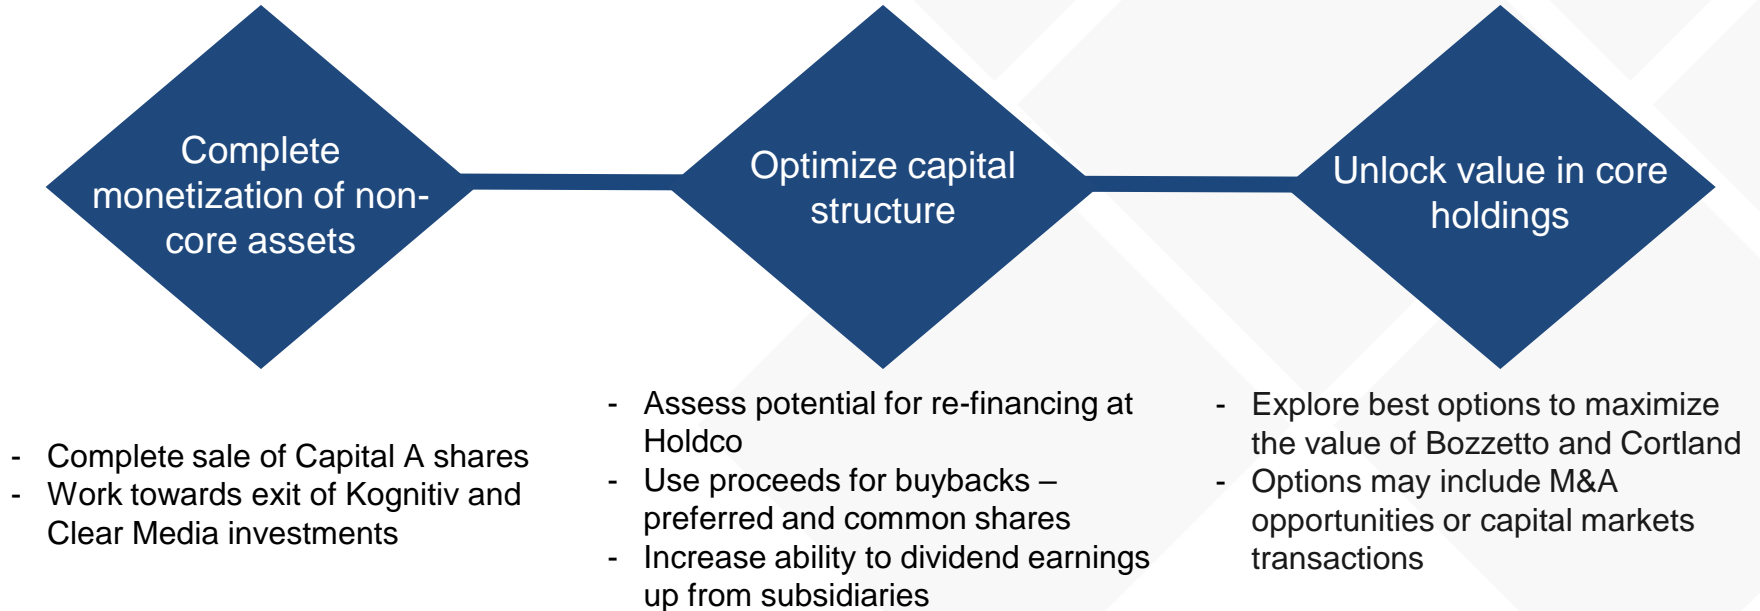 Complete
monetization of non-
core assets
Optimize capital
structure
Unlock value in core
holdings
- Complete sale of Capital A shares
- Work towards exit of Kognitiv and
Clear Media investments
- Assess potential for re-financing at
Holdco
- Use proceeds for buybacks –
preferred and common shares
- Increase ability to dividend earnings
up from subsidiaries
- Explore best options to maximize
the value of Bozzetto and Cortland
- Options may include M&A
opportunities or capital markets
transactions